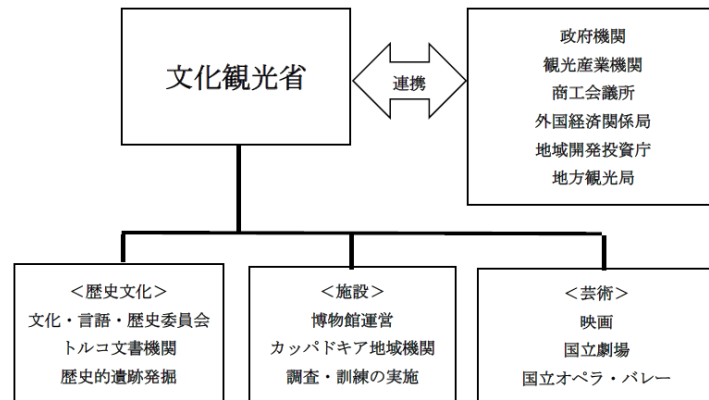 文化観光省
連携
政府機関
観光産業機関
商工会議所
外国経済関係局
地域開発投資庁
地方観光局
＜歴史文化＞
文化・言語・歴史委員会
トルコ文書機関
歴史的遺跡発掘
＜施設＞
博物館運営
カッパドキア地域機関
調査・訓練の実施
＜芸術＞
映画
国立劇場
国立オペラ・バレー